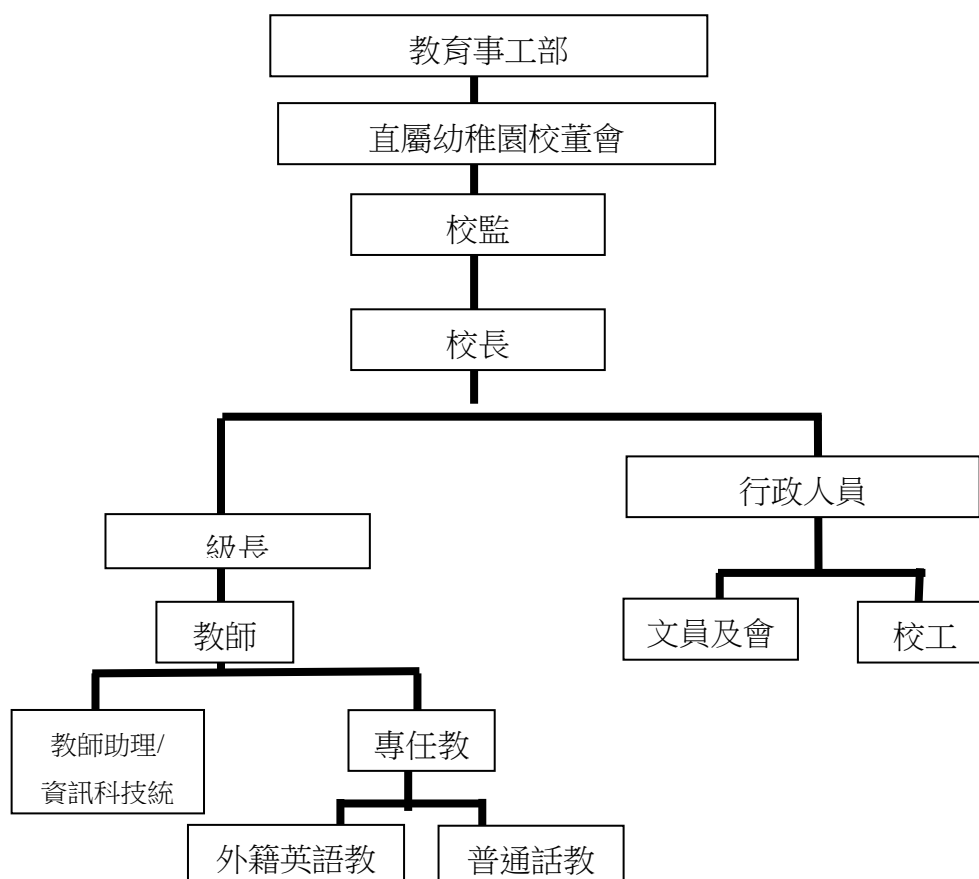 教育事工部
直屬幼稚園校董會
校監
校長
行政人員
級長
教師
文員及會
校工
教師助理/
資訊科技統
專任教
外籍英語教
普通話教